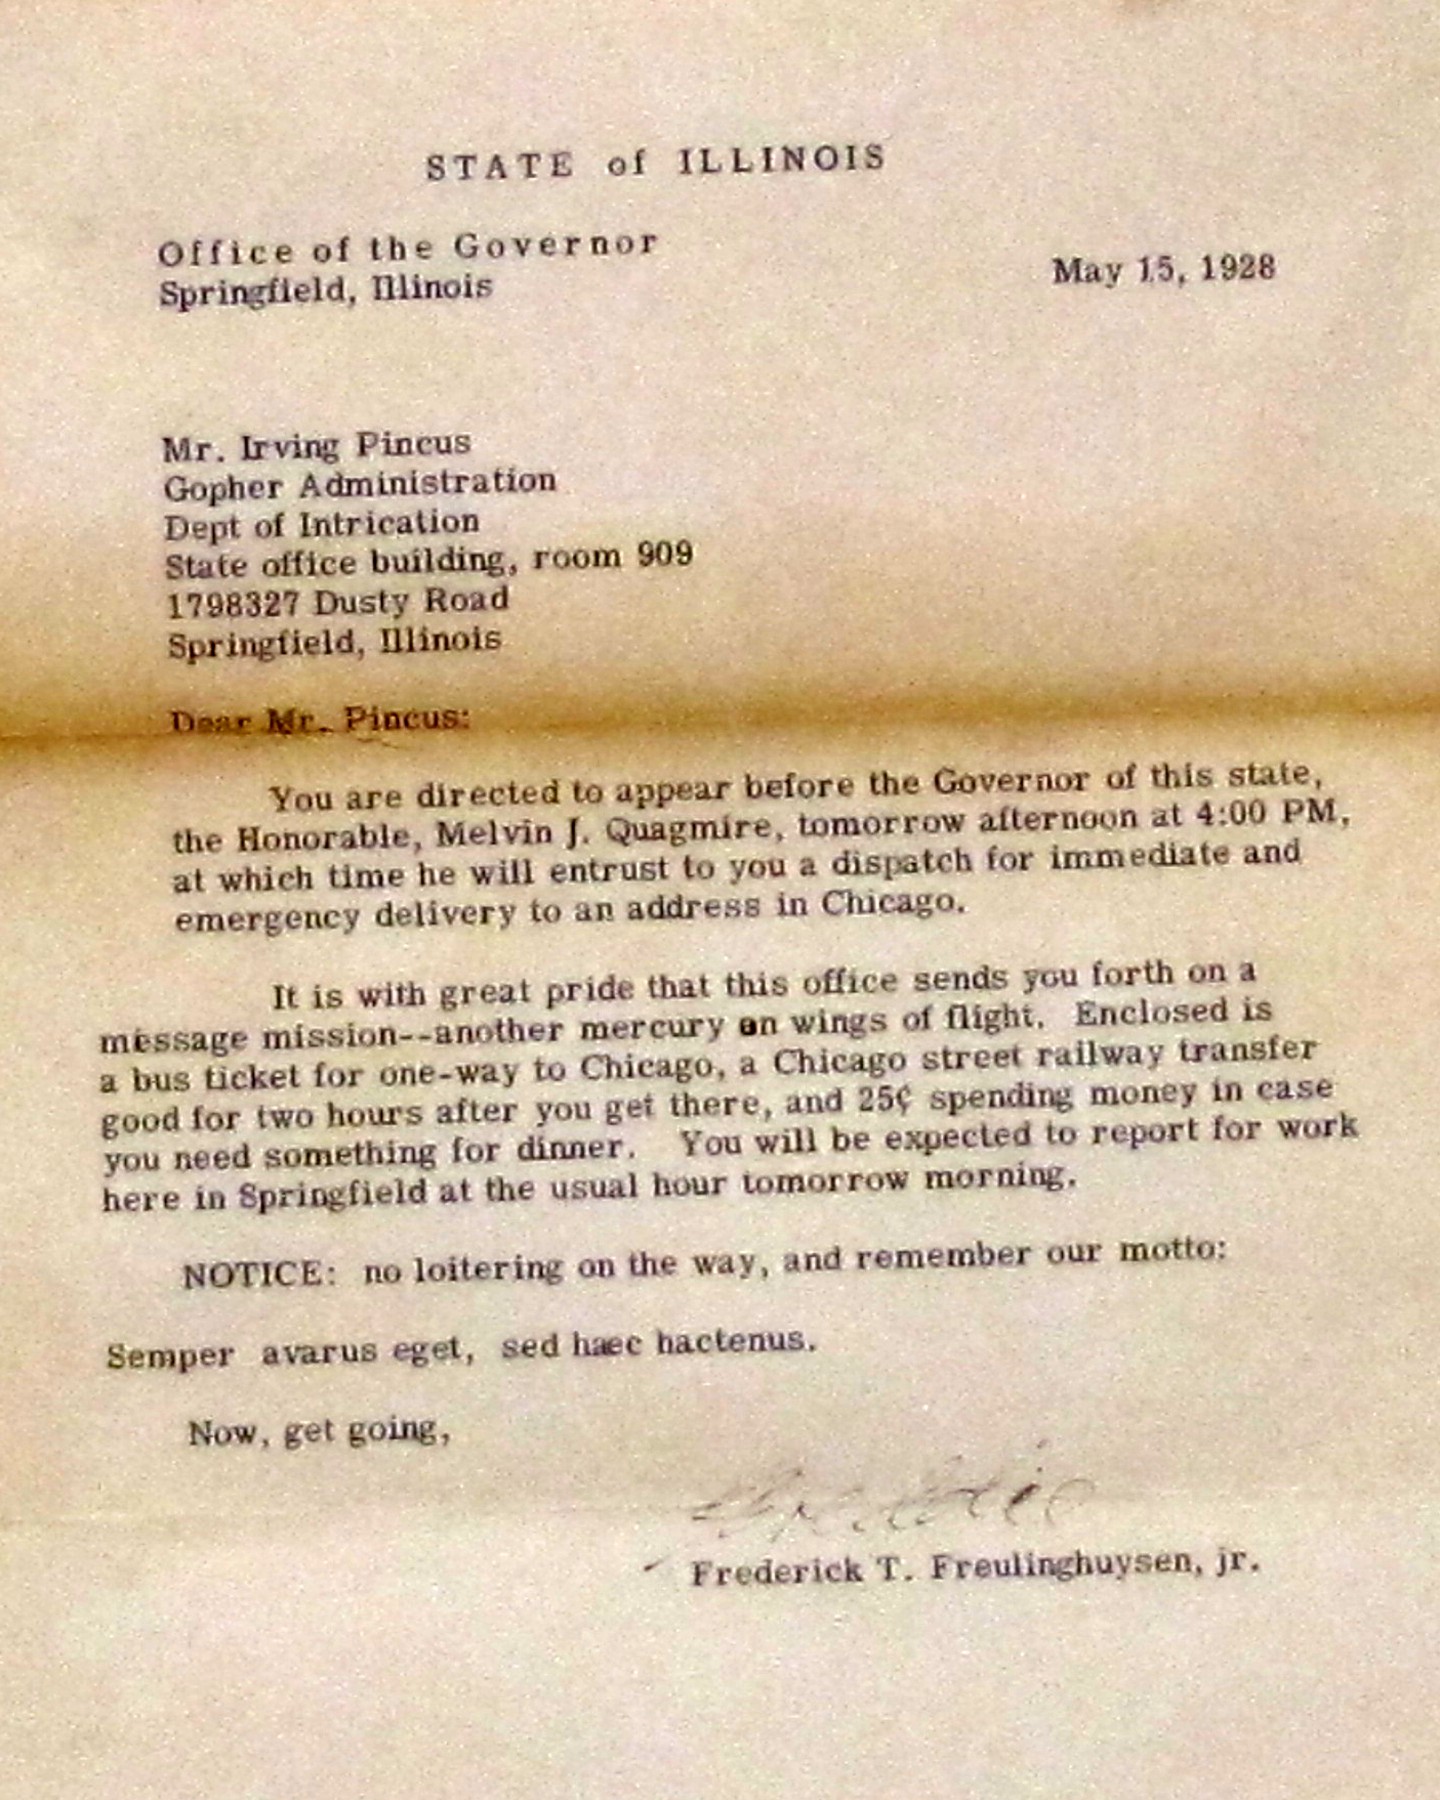 STATE of ILLINOIS
Office of the Governor
Springfield, Illinois
May 15, 1928
Mr. Irving Pincus
Gopher Administration
Dept of Intrication
State office building, room 909
1798327 Dusty Road
Springfield, Illinois
Dear Mr. Pincus:
You are directed to appear before the Governor of this state,
the Honorable, Melvin J. Quagmire, tomorrow afternoon at 4:00 PM,
at which time he will entrust to you a dispatch for immediate and
emergency delivery to an address in Chicago.
It is with great pride that this office sends you forth on a
message mission--another mercury on wings of flight. Enclosed is
a bus ticket for one-way to Chicago, a Chicago street railway transfer
good for two hours after you get there, and 25¢ spending money in case
you need something for dinner. You will be expected to report for work
here in Springfield at the usual hour tomorrow morning.
NOTICE: no loitering on the way, and remember our motto:
Semper avarus eget, sed haec hactenus.
Now, get going,
Frederick T. Freulinghuysen, jr.